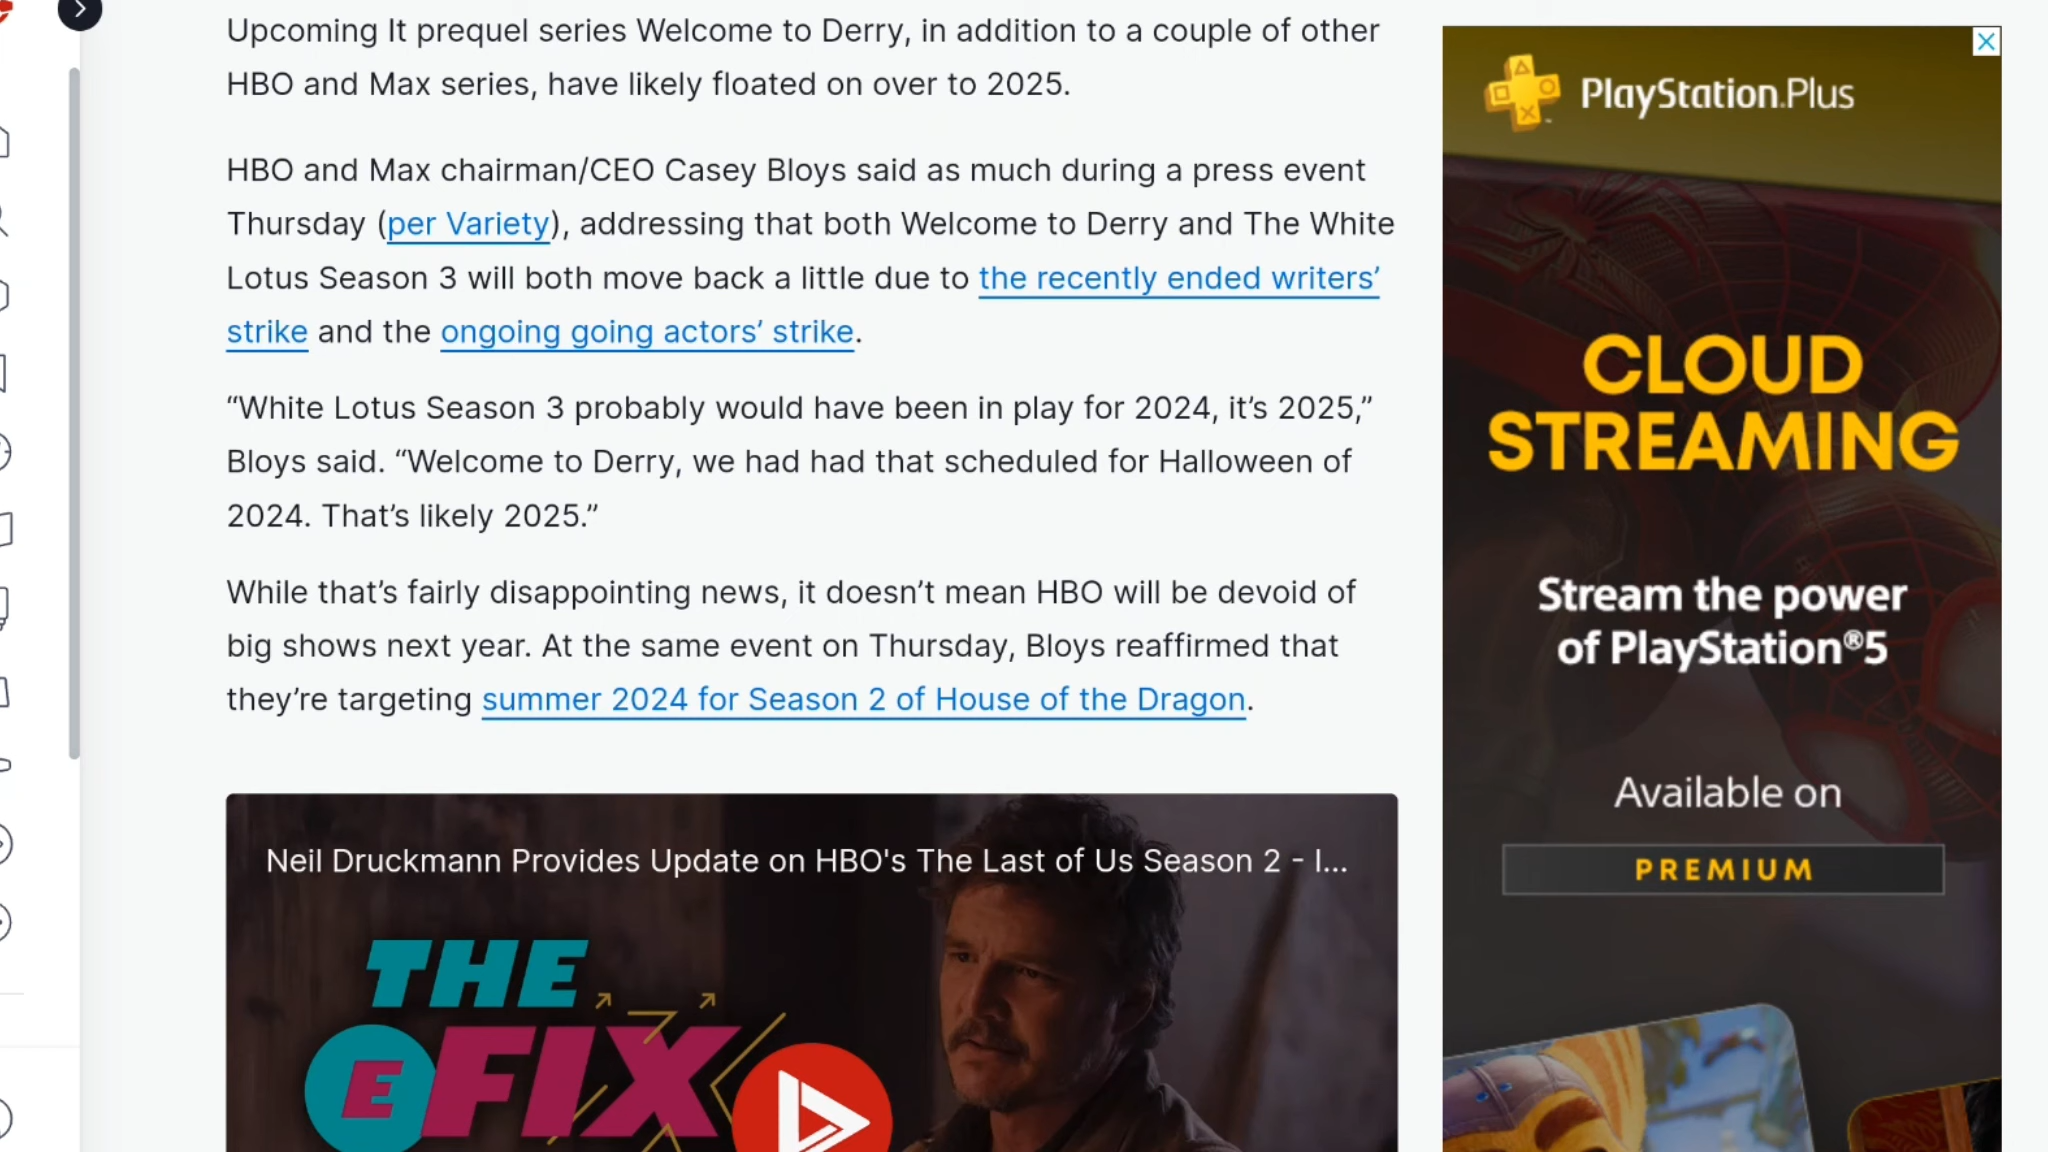 Upcoming It prequel series Welcome to Derry, in addition to a couple of other
HBO and Max series, have likely floated on over to 2025.
HBO and Max chairman/CEO Casey Bloys said as much during a press event
Thursday (per Variety), addressing that both Welcome to Derry and The White
Lotus Season 3 will both move back a little due to the recently ended writers’
strike and the ongoing going actors’ strike.
“White Lotus Season 3 probably would have been in play for 2024, it’s 2025,”
Bloys said. “Welcome to Derry, we had had that scheduled for Halloween of
2024. That’s likely 2025.”
While that’s fairly disappointing news, it doesn’t mean HBO will be devoid of
big shows next year. At the same event on Thursday, Bloys reaffirmed that
they’re targeting summer 2024 for Season 2 of House of the Dragon.
Neil Druckmann Provides Update on HBO's The Last of Us Season 2 - I...
THE
E FIX
PlayStation.Plus
CLOUD
STREAMING
Stream the power
of PlayStation®5
Available on
PREMIUM